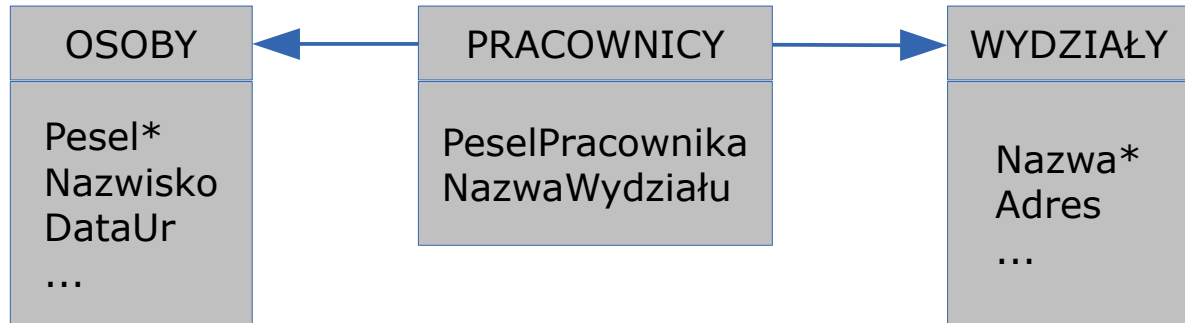 OSOBY
Pesel*
Nazwisko
DataUr
...
PRACOWNICY
PeselPracownika
NazwaWydziału
WYDZIAŁY
Nazwa*
Adres
...